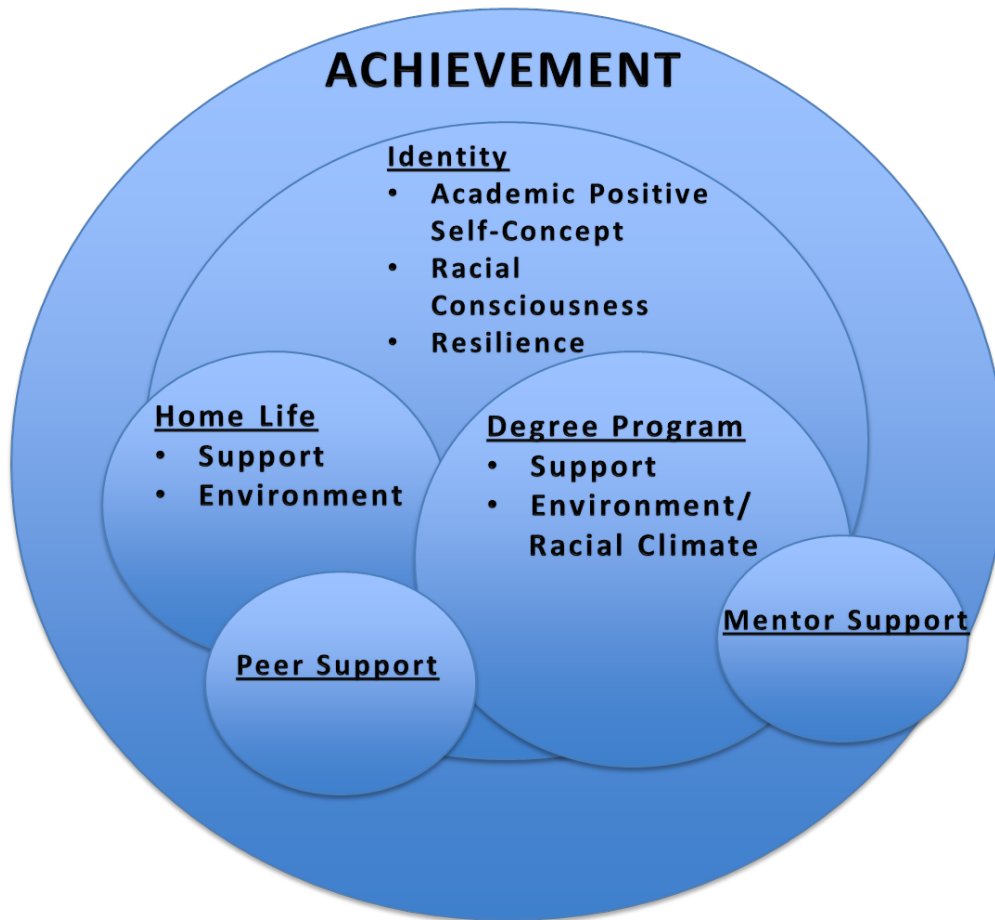 ACHIEVEMENT
Identity
• Academic Positive
Self-Concept
• Racial
Consciousness
• Resilience
Home Life
• Support
• Environment
Degree Program
• Support
• Environment/
Racial Climate
Mentor Support
Peer Support